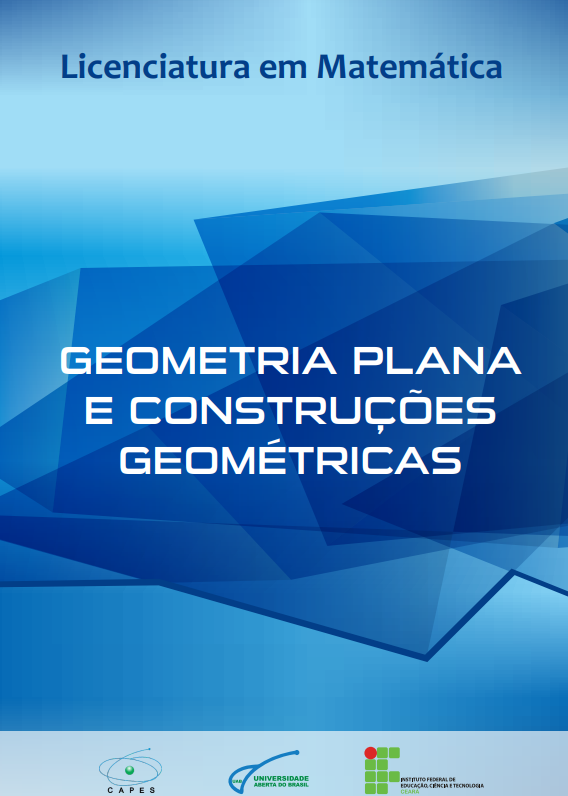 Licenciatura em Matemática
GEOMETRIA PLANA
E CONSTRUÇÕES
GEOMÉTRICAS
CAPES
UAB
UNIVERSIDADE
ABERTA DO BRASIL
INSTITUTO FEDERAL DE
EDUCAÇÃO, CIÊNCIA E TECNOLOGIA
CEARÁ